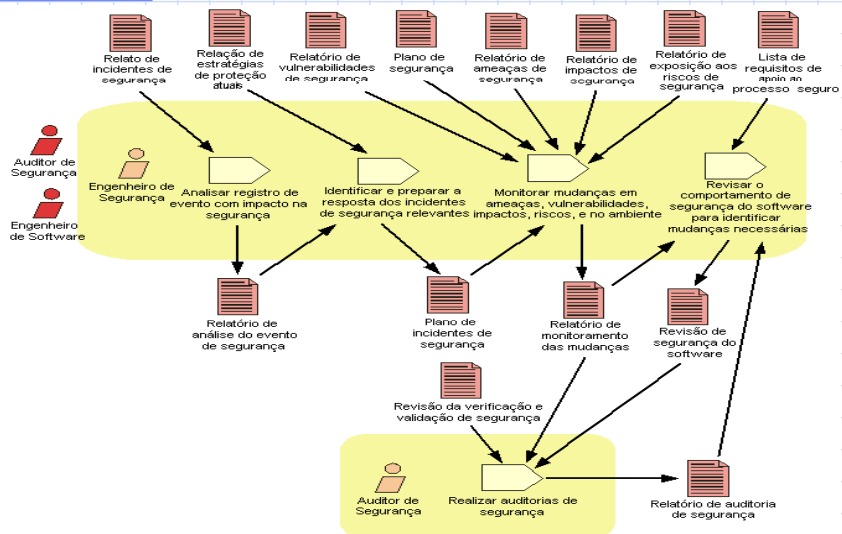 Relato de
incidentes de
segurança
Relação de
estratégias
de proteção
atuais
Relatório de
vulnerabilidades
de segurança
Plano de
segurança
Relatório de
ameaças de
segurança
Relatório de
impactos de
segurança
Relatório de
exposição aos
riscos de
segurança
Lista de
requisitos de
apoio ao
processo seguro
Auditor de
Segurança
Engenheiro
de Software
Engenheiro de
Segurança
Analisar registro de
evento com impacto na
segurança
Identificar e preparar a
resposta dos incidentes
de segurança relevantes
Monitorar mudanças em
ameaças, vulnerabilidades,
impactos, riscos, e no ambiente
Revisar o
comportamento de
segurança do software
para identificar
mudanças necessárias
Relatório de
análise do evento
de segurança
Plano de
incidentes de
segurança
Relatório de
monitoramento
das mudanças
Revisão de
segurança do
software
Revisão da verificação e
validação de segurança
Auditor de
Segurança
Realizar auditorias de
segurança
Relatório de auditoria
de segurança